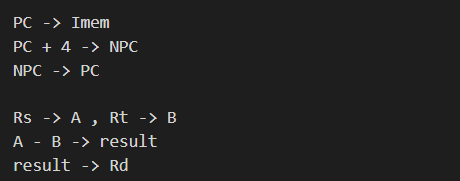 PC -> Imem
PC + 4 -> NPC
NPC -> PC
Rs -> A , Rt -> B
A - B -> result
result -> Rd